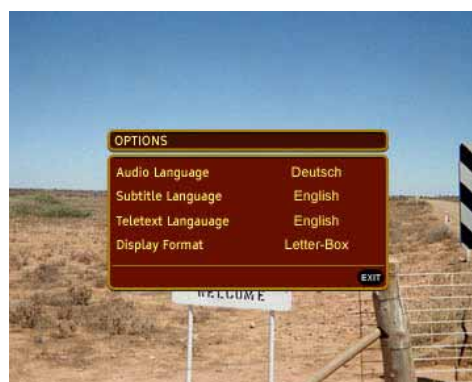 OPTIONS
Audio Language Deutsch
Subtitle Language English
Teletext Langauage English
Display Format Letter-Box
EXIT
WELCOME